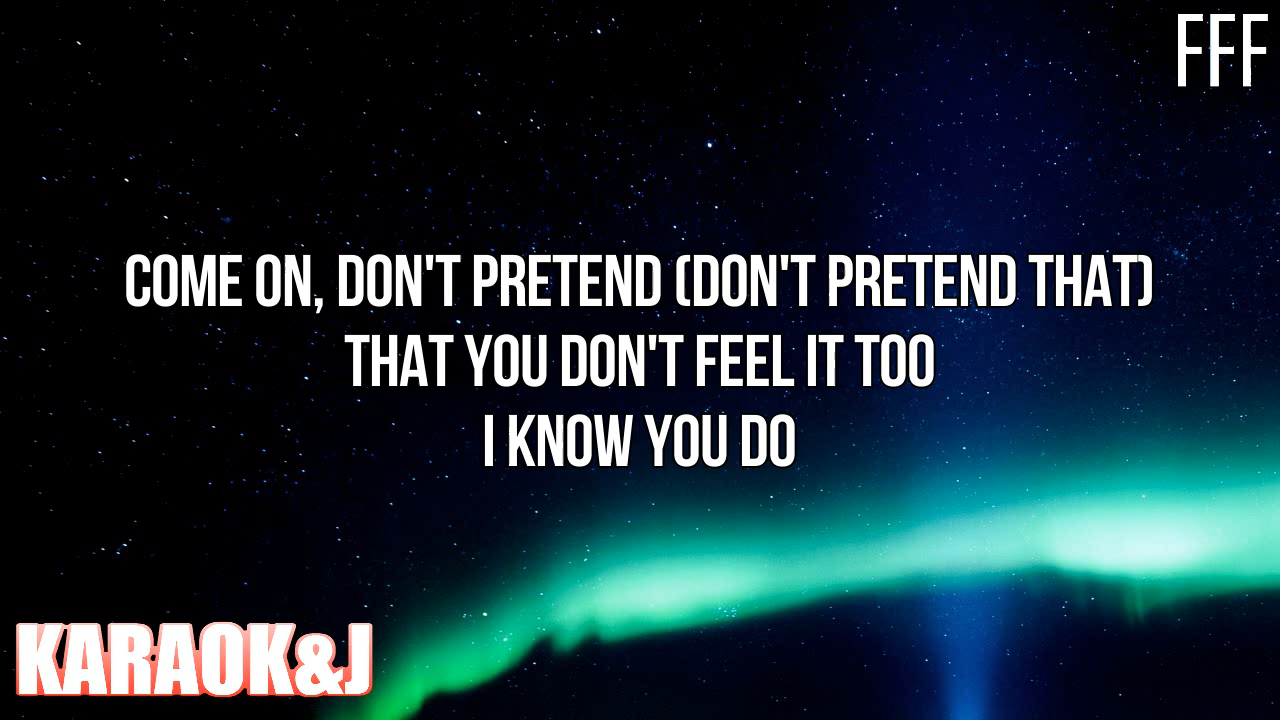 FFF
COME ON, DON'T PRETEND (DON'T PRETEND THAT)
THAT YOU DON'T FEEL IT TOO
I KNOW YOU DO
KARAOK&J